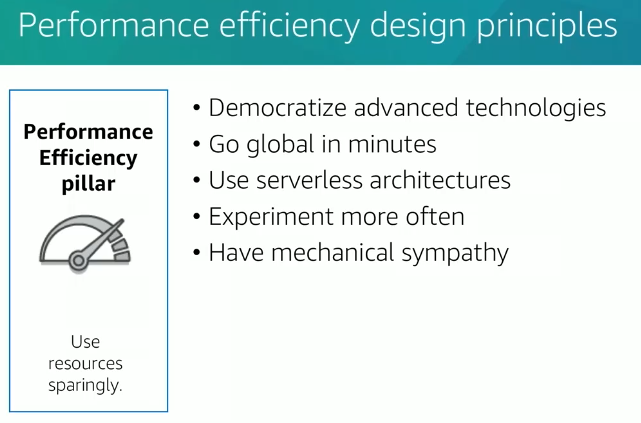 Performance efficiency design principles
Performance
Efficiency
pillar
Use
resources
sparingly.
• Democratize advanced technologies
• Go global in minutes
• Use serverless architectures
• Experiment more often
• Have mechanical sympathy